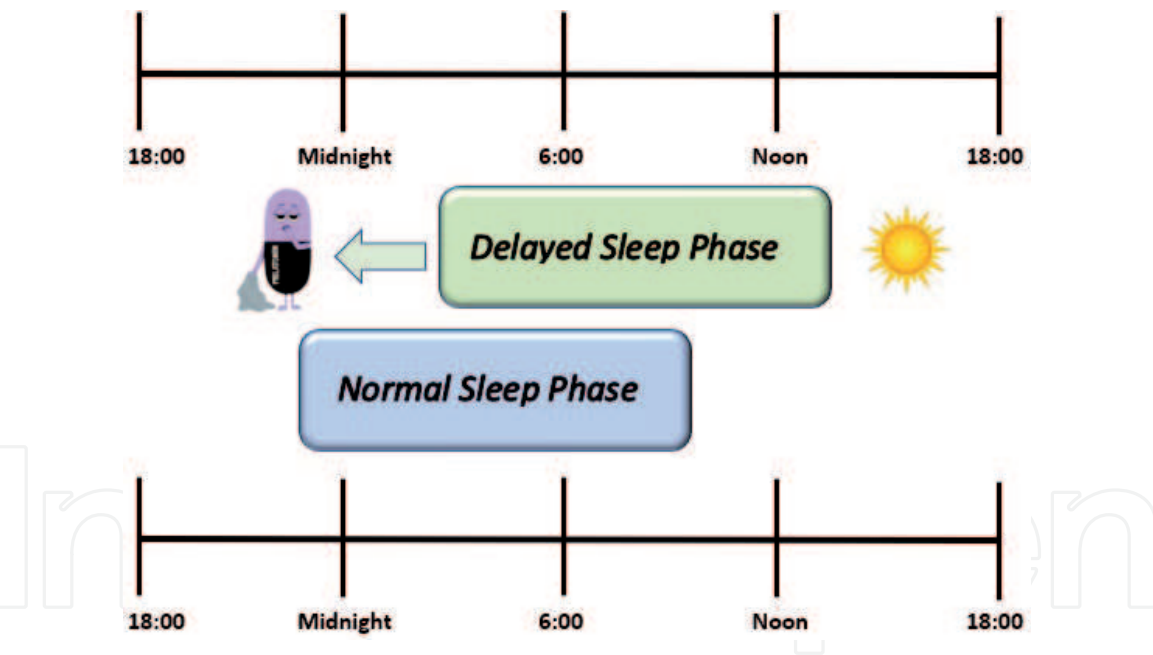 18:00 Midnight 6:00 Noon 18:00
Delayed Sleep Phase
Normal Sleep Phase
18:00 Midnight 6:00 Noon 18:00